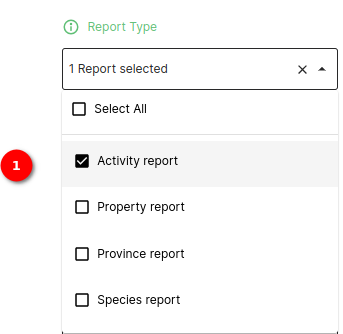 Report Type
1 Report selected
Select All
1
Activity report
Property report
Province report
Species report